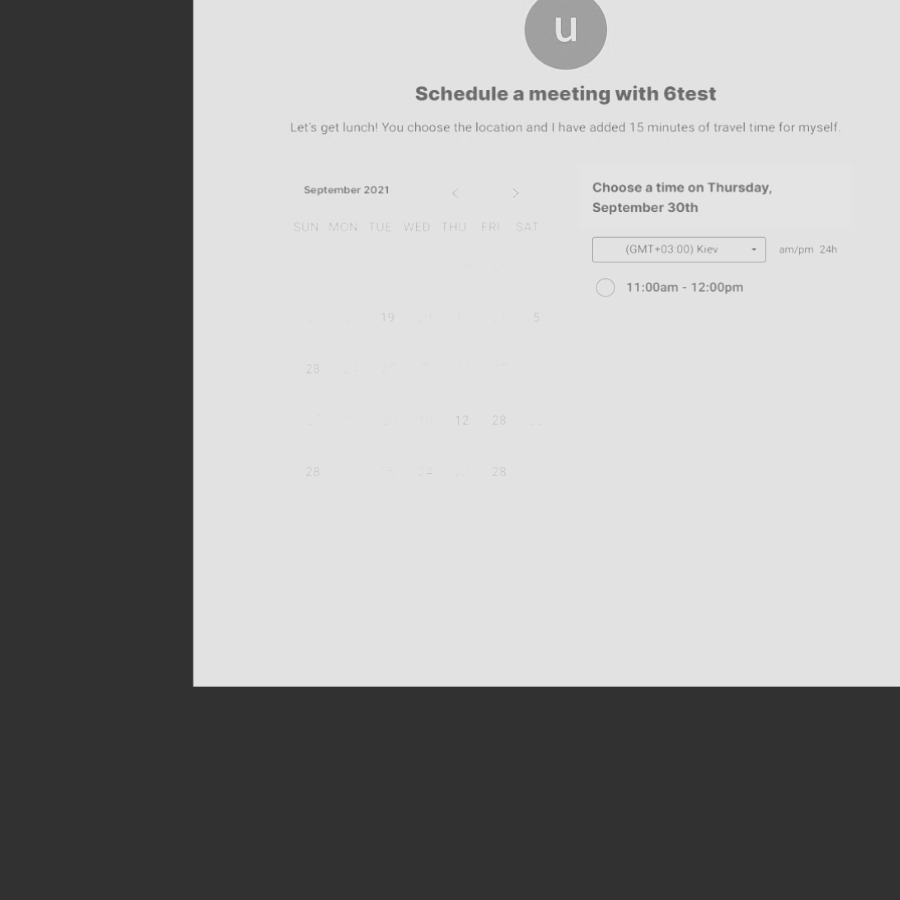 u
Schedule a meeting with 6test
Let's get lunch! You choose the location and I have added 15 minutes of travel time for myself.
September 2021
SUN MON TUE WED THU FRI SAT
19 5
28
12 28
28 24 28
Choose a time on Thursday,
September 30th
(GMT+03:00) Kiev
am/pm 24h
11:00am - 12:00pm